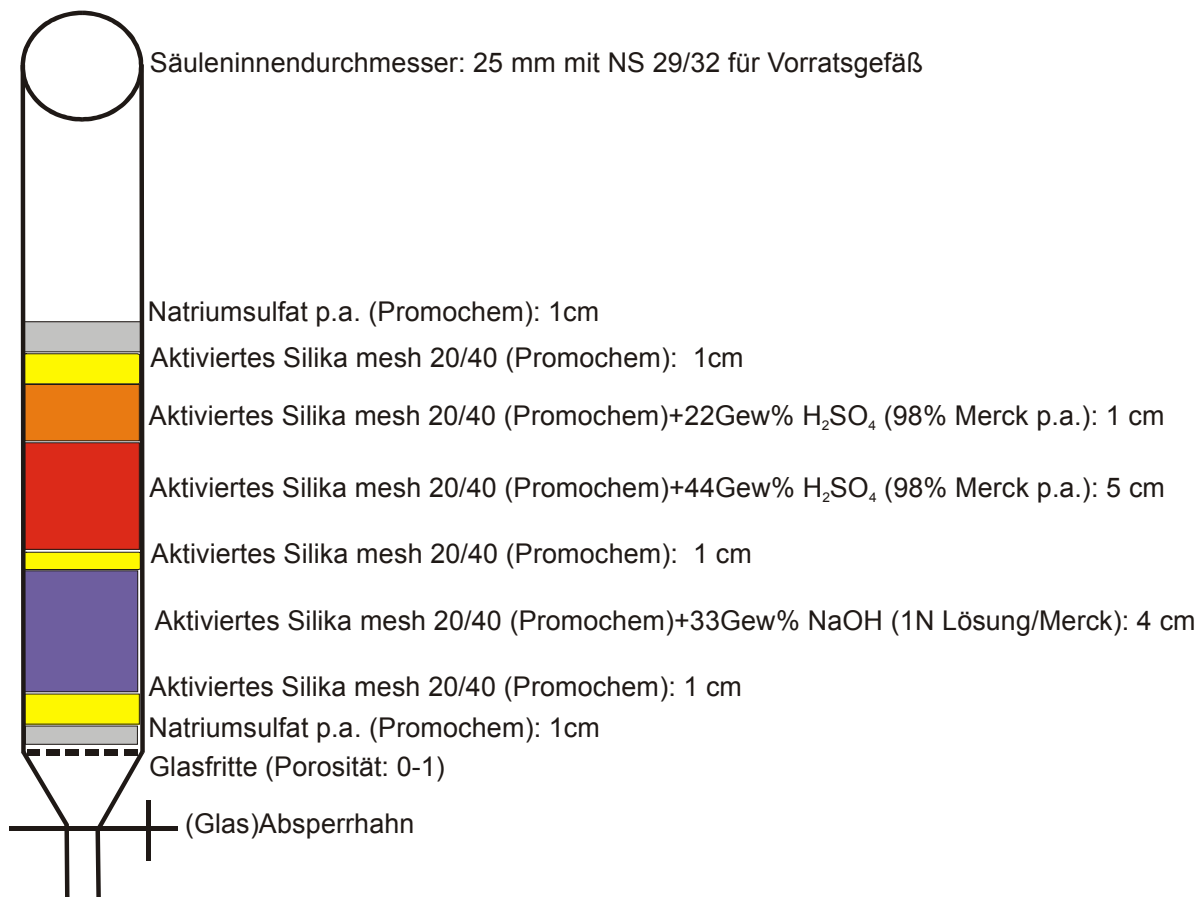 Säuleninnendurchmesser: 25 mm mit NS 29/32 für Vorratsgefäß
Natriumsulfat p.a. (Promochem): 1cm
Aktiviertes Silika mesh 20/40 (Promochem):  1cm
Aktiviertes Silika mesh 20/40 (Promochem)+22Gew% H₂SO₄ (98% Merck p.a.): 1 cm
Aktiviertes Silika mesh 20/40 (Promochem)+44Gew% H₂SO₄ (98% Merck p.a.): 5 cm
Aktiviertes Silika mesh 20/40 (Promochem):  1 cm
Aktiviertes Silika mesh 20/40 (Promochem)+33Gew% NaOH (1N Lösung/Merck): 4 cm
Aktiviertes Silika mesh 20/40 (Promochem): 1 cm
Natriumsulfat p.a. (Promochem): 1cm
Glasfritte (Porosität: 0-1)
(Glas)Absperrhahn